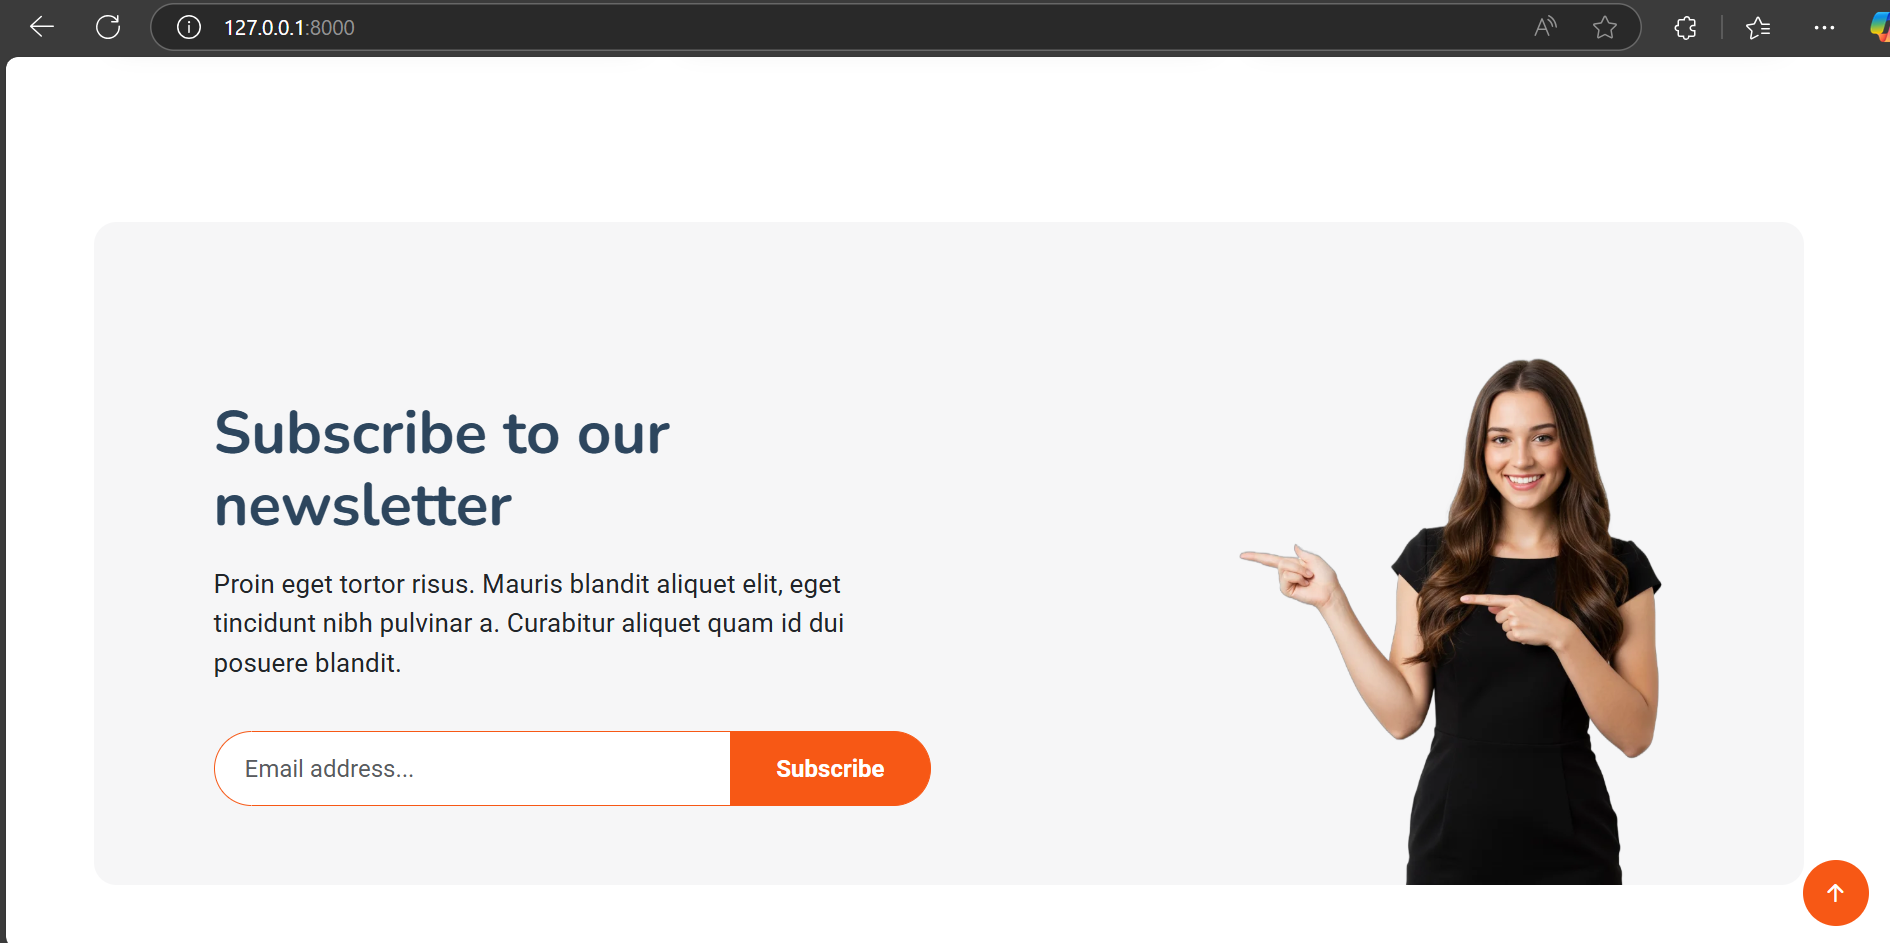 127.0.0.1:8000
Subscribe to our
newsletter
Proin eget tortor risus. Mauris blandit aliquet elit, eget
tincidunt nibh pulvinar a. Curabitur aliquet quam id dui
posuere blandit.
Email address...
Subscribe